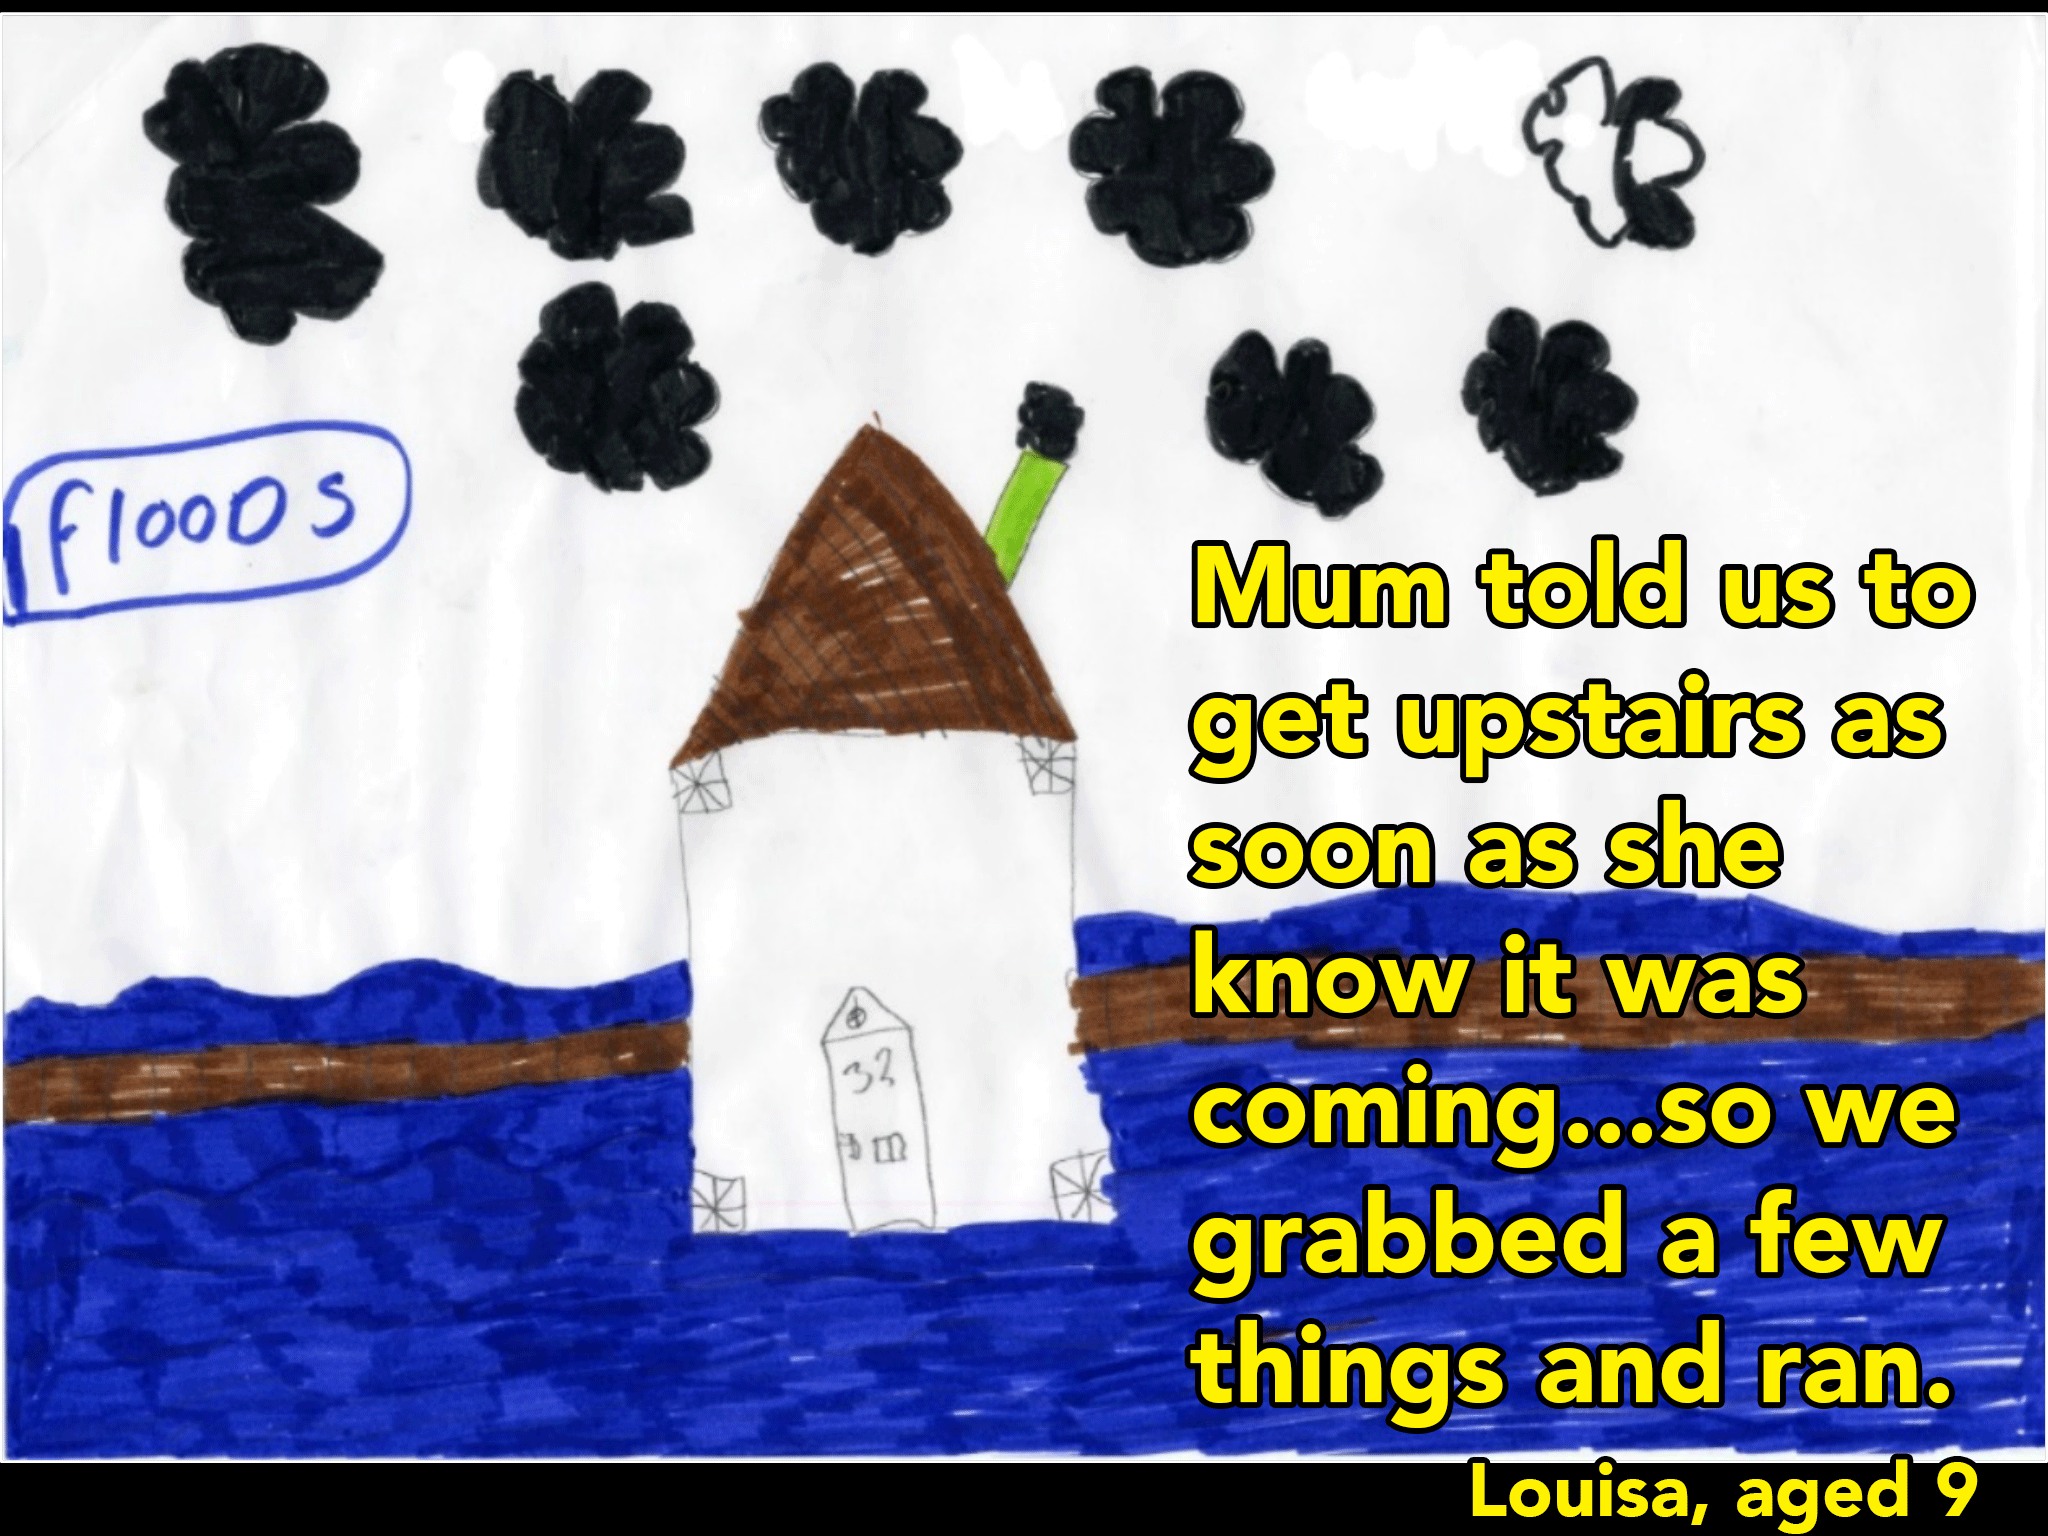 flooDs
Mum told us to
get upstairs as
soon as she
know it was
coming...so we
grabbed a few
things and ran.
32
Louisa, aged 9